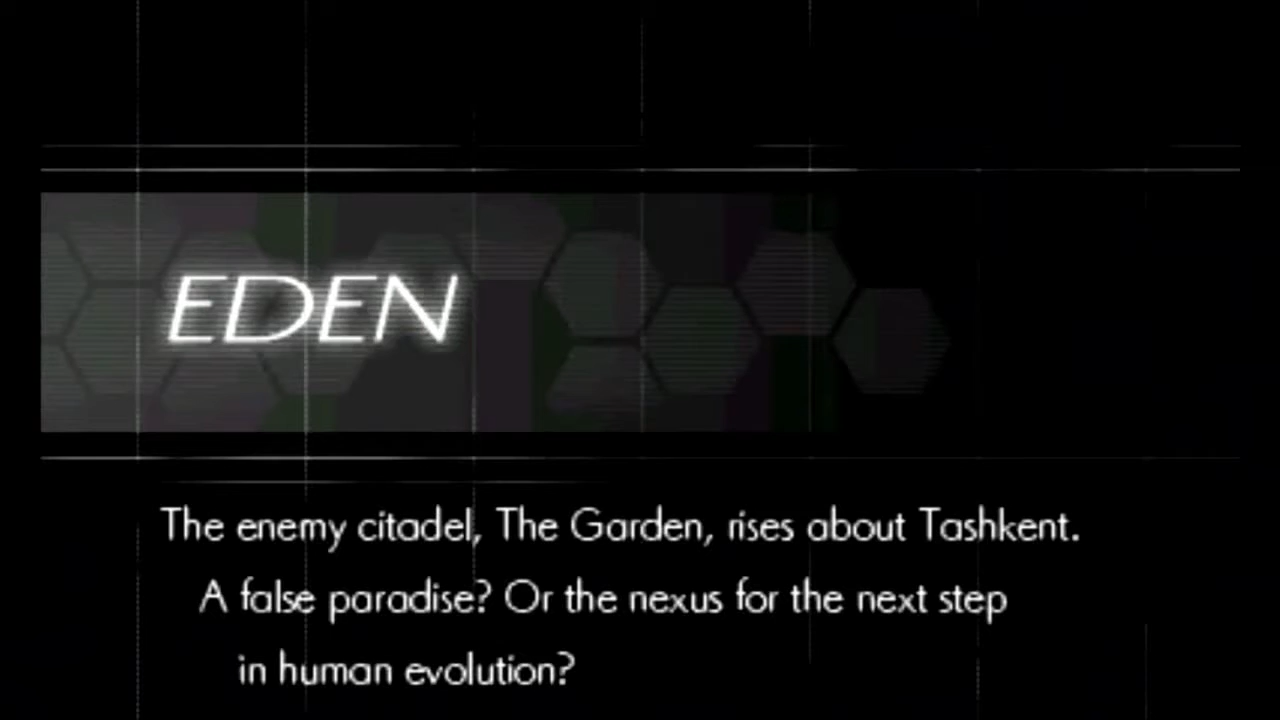 EDEN
The enemy citadel, The Garden, rises about Tashkent.
A false paradise? Or the nexus for the next step
in human evolution?